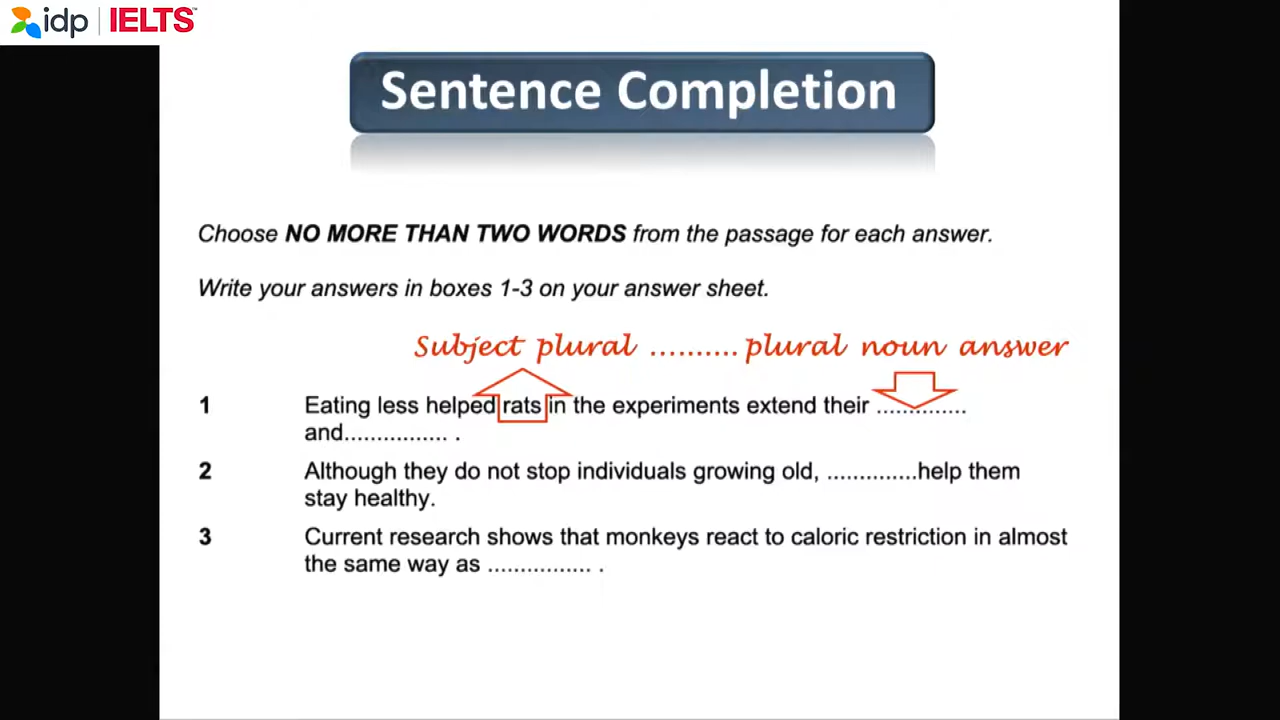 idp | IELTS™
Sentence Completion
Choose NO MORE THAN TWO WORDS from the passage for each answer.
Write your answers in boxes 1-3 on your answer sheet.
Subject plural .......... plural noun answer
1 Eating less helped rats in the experiments extend their ..............
and................ .
2 Although they do not stop individuals growing old, ..............help them
stay healthy.
3 Current research shows that monkeys react to caloric restriction in almost
the same way as ................ .